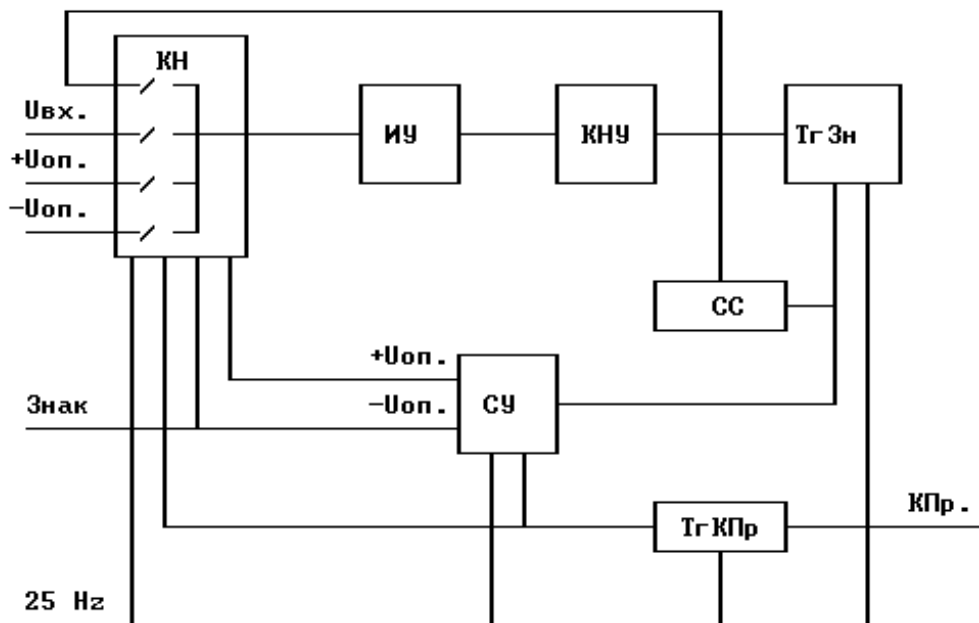 КН
Uвх.
ИУ
КНУ
ТгЗн
+Uоп.
-Uоп.
СС
+Uоп.
Знак
-Uоп.
СУ
КПр.
ТгКПр
25 Hz